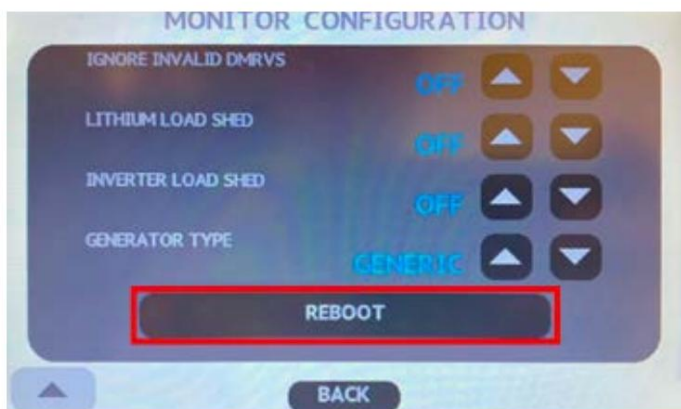 MONITOR CONFIGURATION
IGNORE INVALID DMRVS
OFF
LITHIUM LOAD SHED
OFF
INVERTER LOAD SHED
OFF
GENERATOR TYPE
GENERIC
REBOOT
BACK